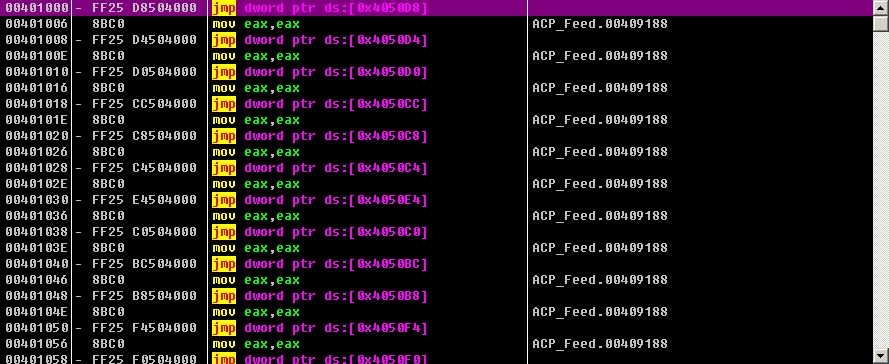 00401000 - FF25 D8504000 jmp dword ptr ds:[0x4050D8]
00401006 8BC0 mov eax,eax ACP_Feed.00409188
00401008 - FF25 D4504000 jmp dword ptr ds:[0x4050D4]
0040100E 8BC0 mov eax,eax ACP_Feed.00409188
00401010 - FF25 D0504000 jmp dword ptr ds:[0x4050D0]
00401016 8BC0 mov eax,eax ACP_Feed.00409188
00401018 - FF25 CC504000 jmp dword ptr ds:[0x4050CC]
0040101E 8BC0 mov eax,eax ACP_Feed.00409188
00401020 - FF25 C8504000 jmp dword ptr ds:[0x4050C8]
00401026 8BC0 mov eax,eax ACP_Feed.00409188
00401028 - FF25 C4504000 jmp dword ptr ds:[0x4050C4]
0040102E 8BC0 mov eax,eax ACP_Feed.00409188
00401030 - FF25 E4504000 jmp dword ptr ds:[0x4050E4]
00401036 8BC0 mov eax,eax ACP_Feed.00409188
00401038 - FF25 C0504000 jmp dword ptr ds:[0x4050C0]
0040103E 8BC0 mov eax,eax ACP_Feed.00409188
00401040 - FF25 BC504000 jmp dword ptr ds:[0x4050BC]
00401046 8BC0 mov eax,eax ACP_Feed.00409188
00401048 - FF25 B8504000 jmp dword ptr ds:[0x4050B8]
0040104E 8BC0 mov eax,eax ACP_Feed.00409188
00401050 - FF25 F4504000 jmp dword ptr ds:[0x4050F4]
00401056 8BC0 mov eax,eax ACP_Feed.00409188
00401058 - FF25 F0504000 jmp dword ptr ds:[0x4050F0]